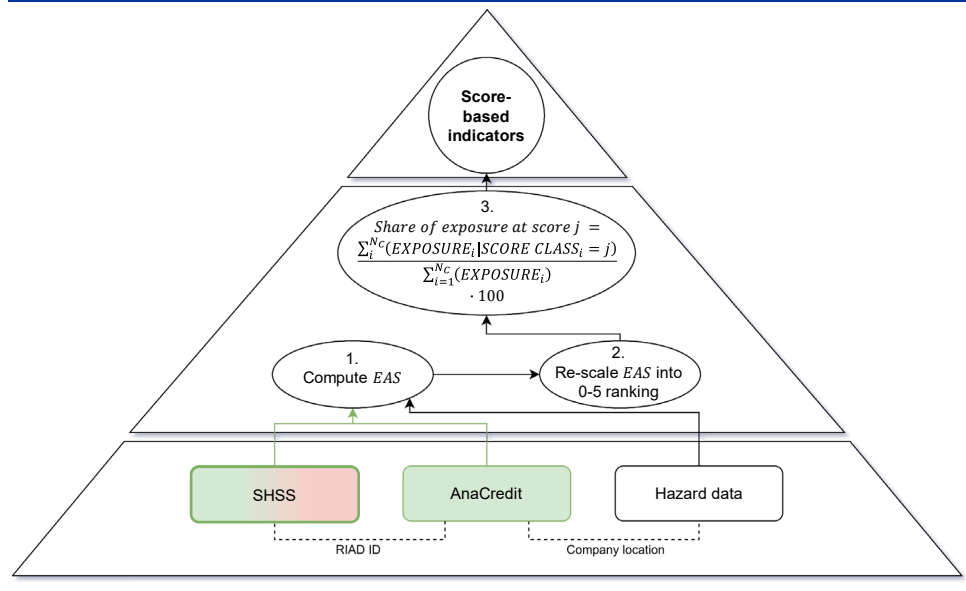 Score-
based
indicators
3.
Share of exposure at score j =
∑_i^{N_C}(EXPOSURE_i|SCORE CLASS_i = j)
∑_{i=1}^{N_C}(EXPOSURE_i)
· 100
1.
Compute EAS
2.
Re-scale EAS into
0-5 ranking
SHSS
AnaCredit
Hazard data
RIAD ID
Company location